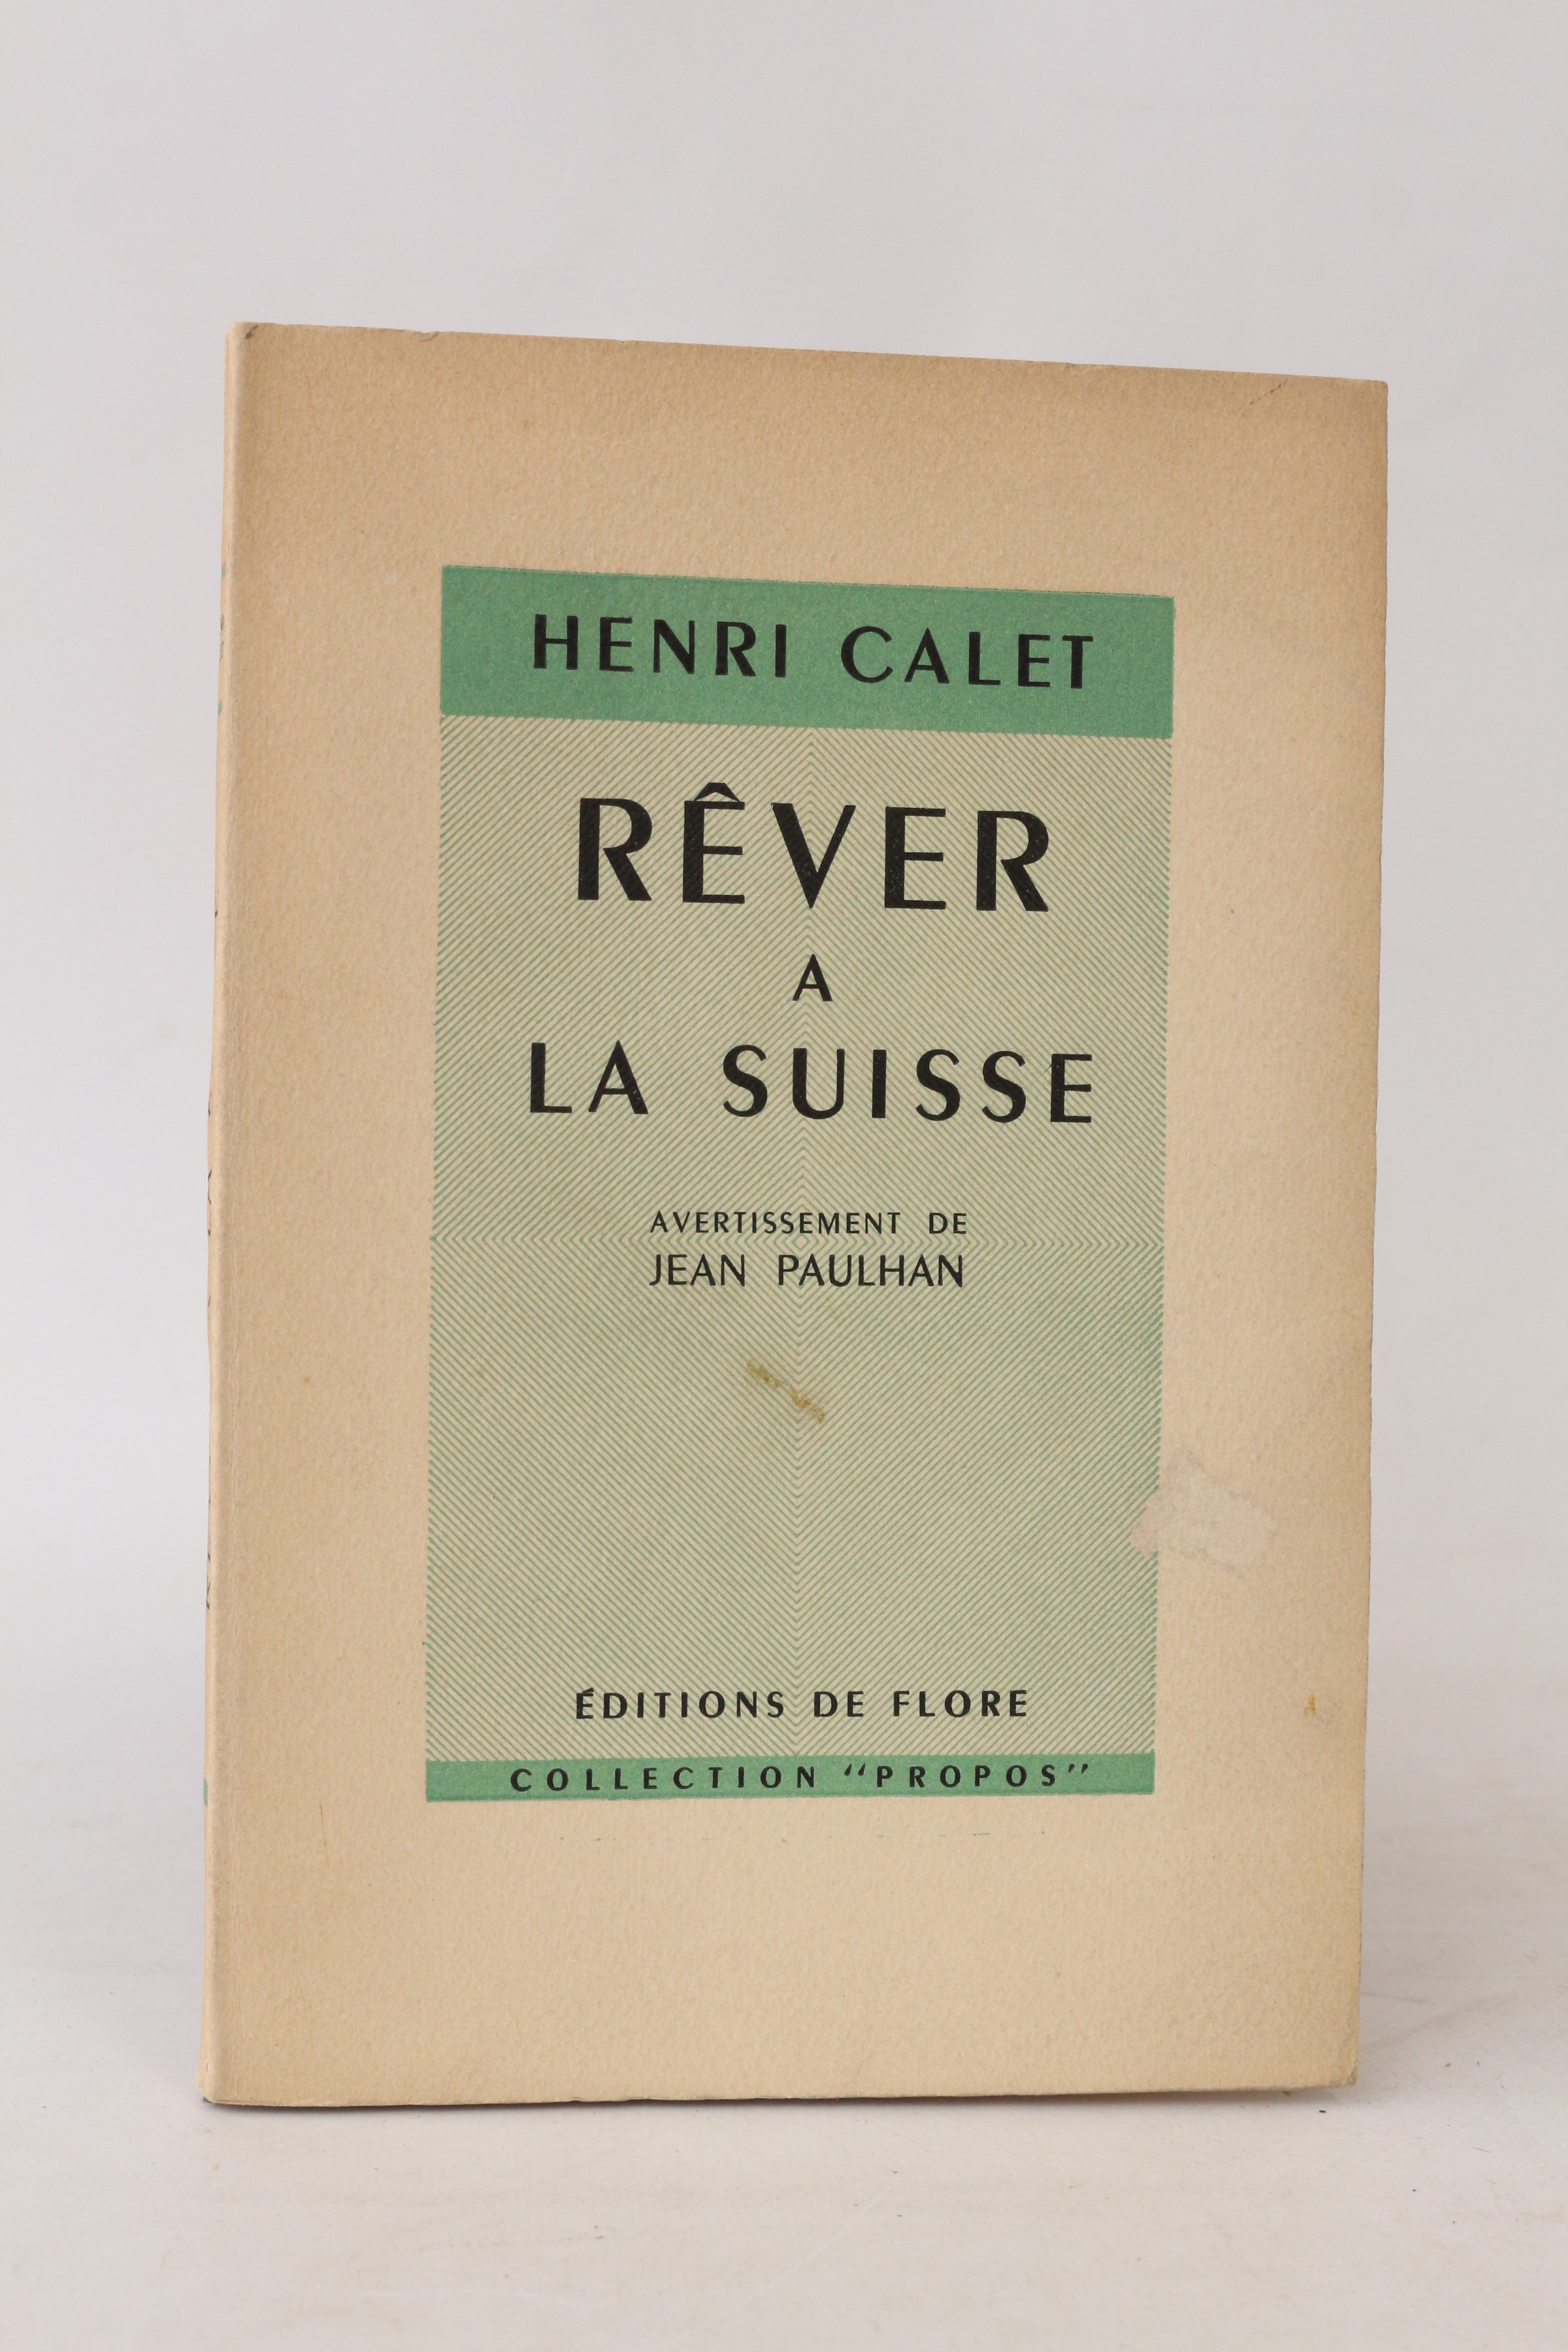 HENRI CALET
RÊVER
A
LA SUISSE
AVERTISSEMENT DE
JEAN PAULHAN
ÉDITIONS DE FLORE
COLLECTION “PROPOS”